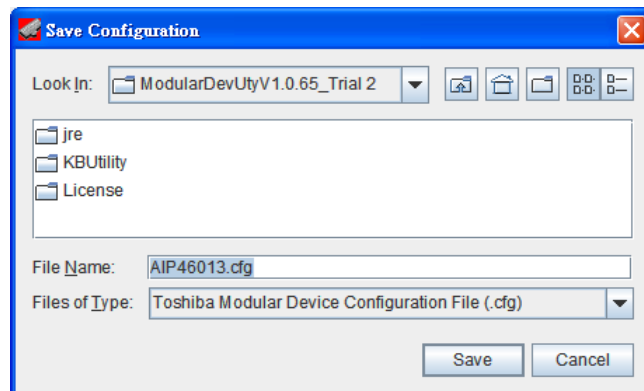 Save Configuration
Look In: ModularDevUtyV1.0.65_Trial 2
jre
KBUtility
License
File Name: AIP46013.cfg
Files of Type: Toshiba Modular Device Configuration File (.cfg)
Save Cancel